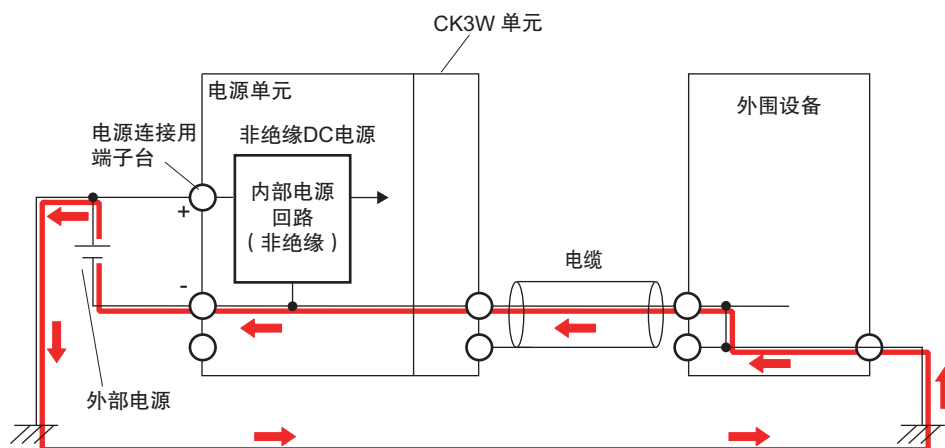 CK3W 单元
电源单元
外围设备
电源连接用
端子台
非绝缘DC电源
内部电源
回路
（非绝缘）
+
-
电缆
外部电源